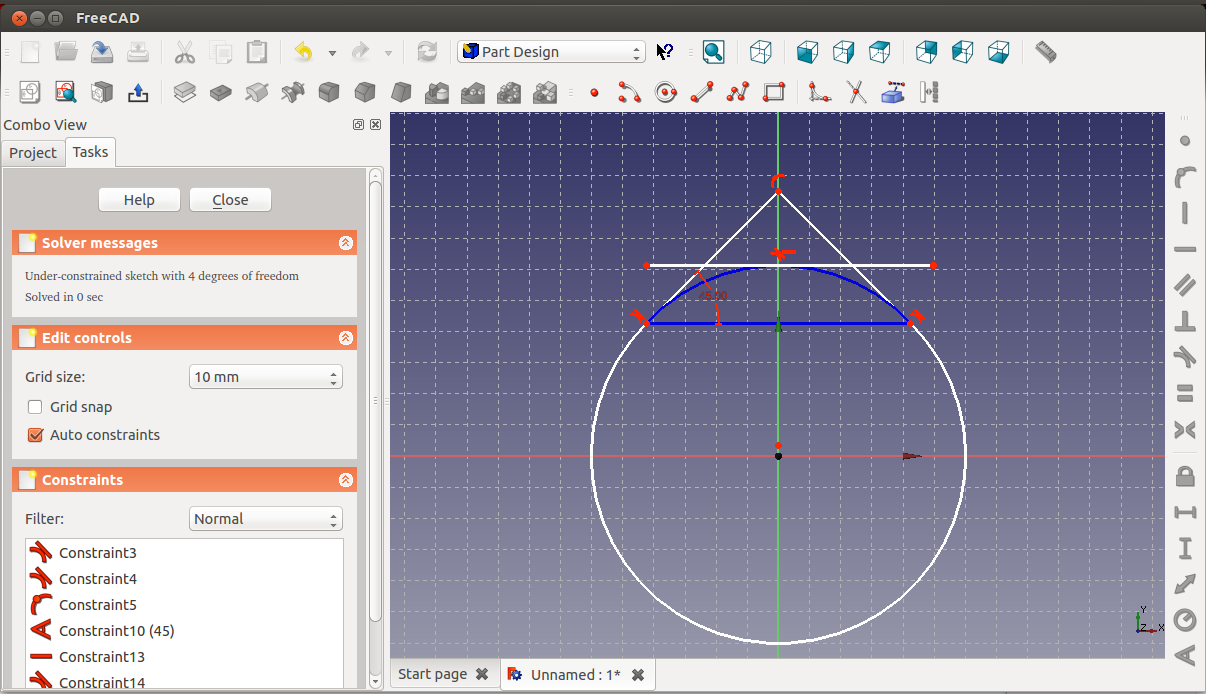 FreeCAD
Part Design
Combo View
Project
Tasks
Help
Close
Solver messages
Under-constrained sketch with 4 degrees of freedom
Solved in 0 sec
Edit controls
Grid size:
10 mm
Grid snap
Auto constraints
Constraints
Filter:
Normal
Constraint3
Constraint4
Constraint5
Constraint10 (45)
Constraint13
Constraint14
Y
Z
X
Start page
Unnamed : 1*